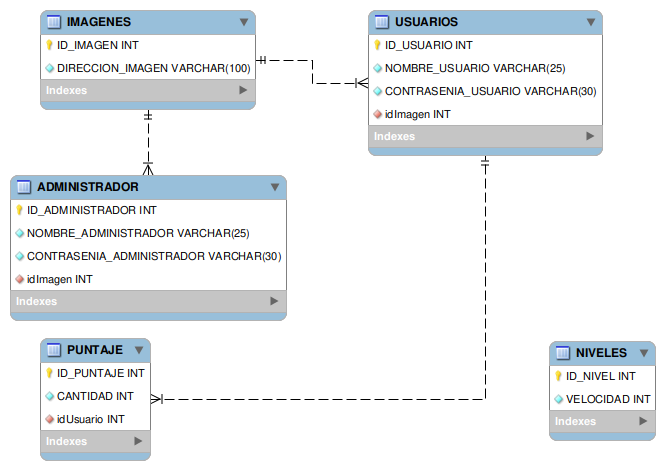 IMAGENES
ID_IMAGEN INT
DIRECCION_IMAGEN VARCHAR(100)
Indexes
USUARIOS
ID_USUARIO INT
NOMBRE_USUARIO VARCHAR(25)
CONTRASENIA_USUARIO VARCHAR(30)
idImagen INT
Indexes
ADMINISTRADOR
ID_ADMINISTRADOR INT
NOMBRE_ADMINISTRADOR VARCHAR(25)
CONTRASENIA_ADMINISTRADOR VARCHAR(30)
idImagen INT
Indexes
PUNTAJE
ID_PUNTAJE INT
CANTIDAD INT
idUsuario INT
Indexes
NIVELES
ID_NIVEL INT
VELOCIDAD INT
Indexes